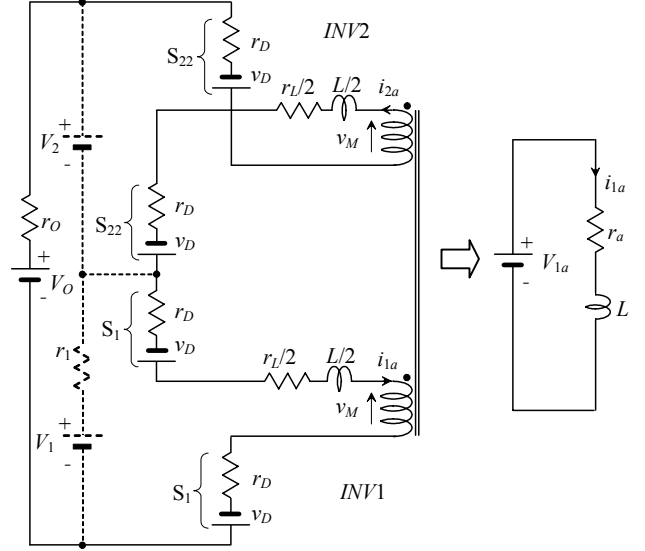 INV2
S22
rD
vD
rL/2
L/2
i2a
vM
+
V2
-
rO
+
VO
-
S22
rD
vD
+
V1a
-
i1a
ra
L
S1
rD
vD
r1
rL/2
L/2
i1a
vM
+
V1
-
S1
rD
vD
INV1